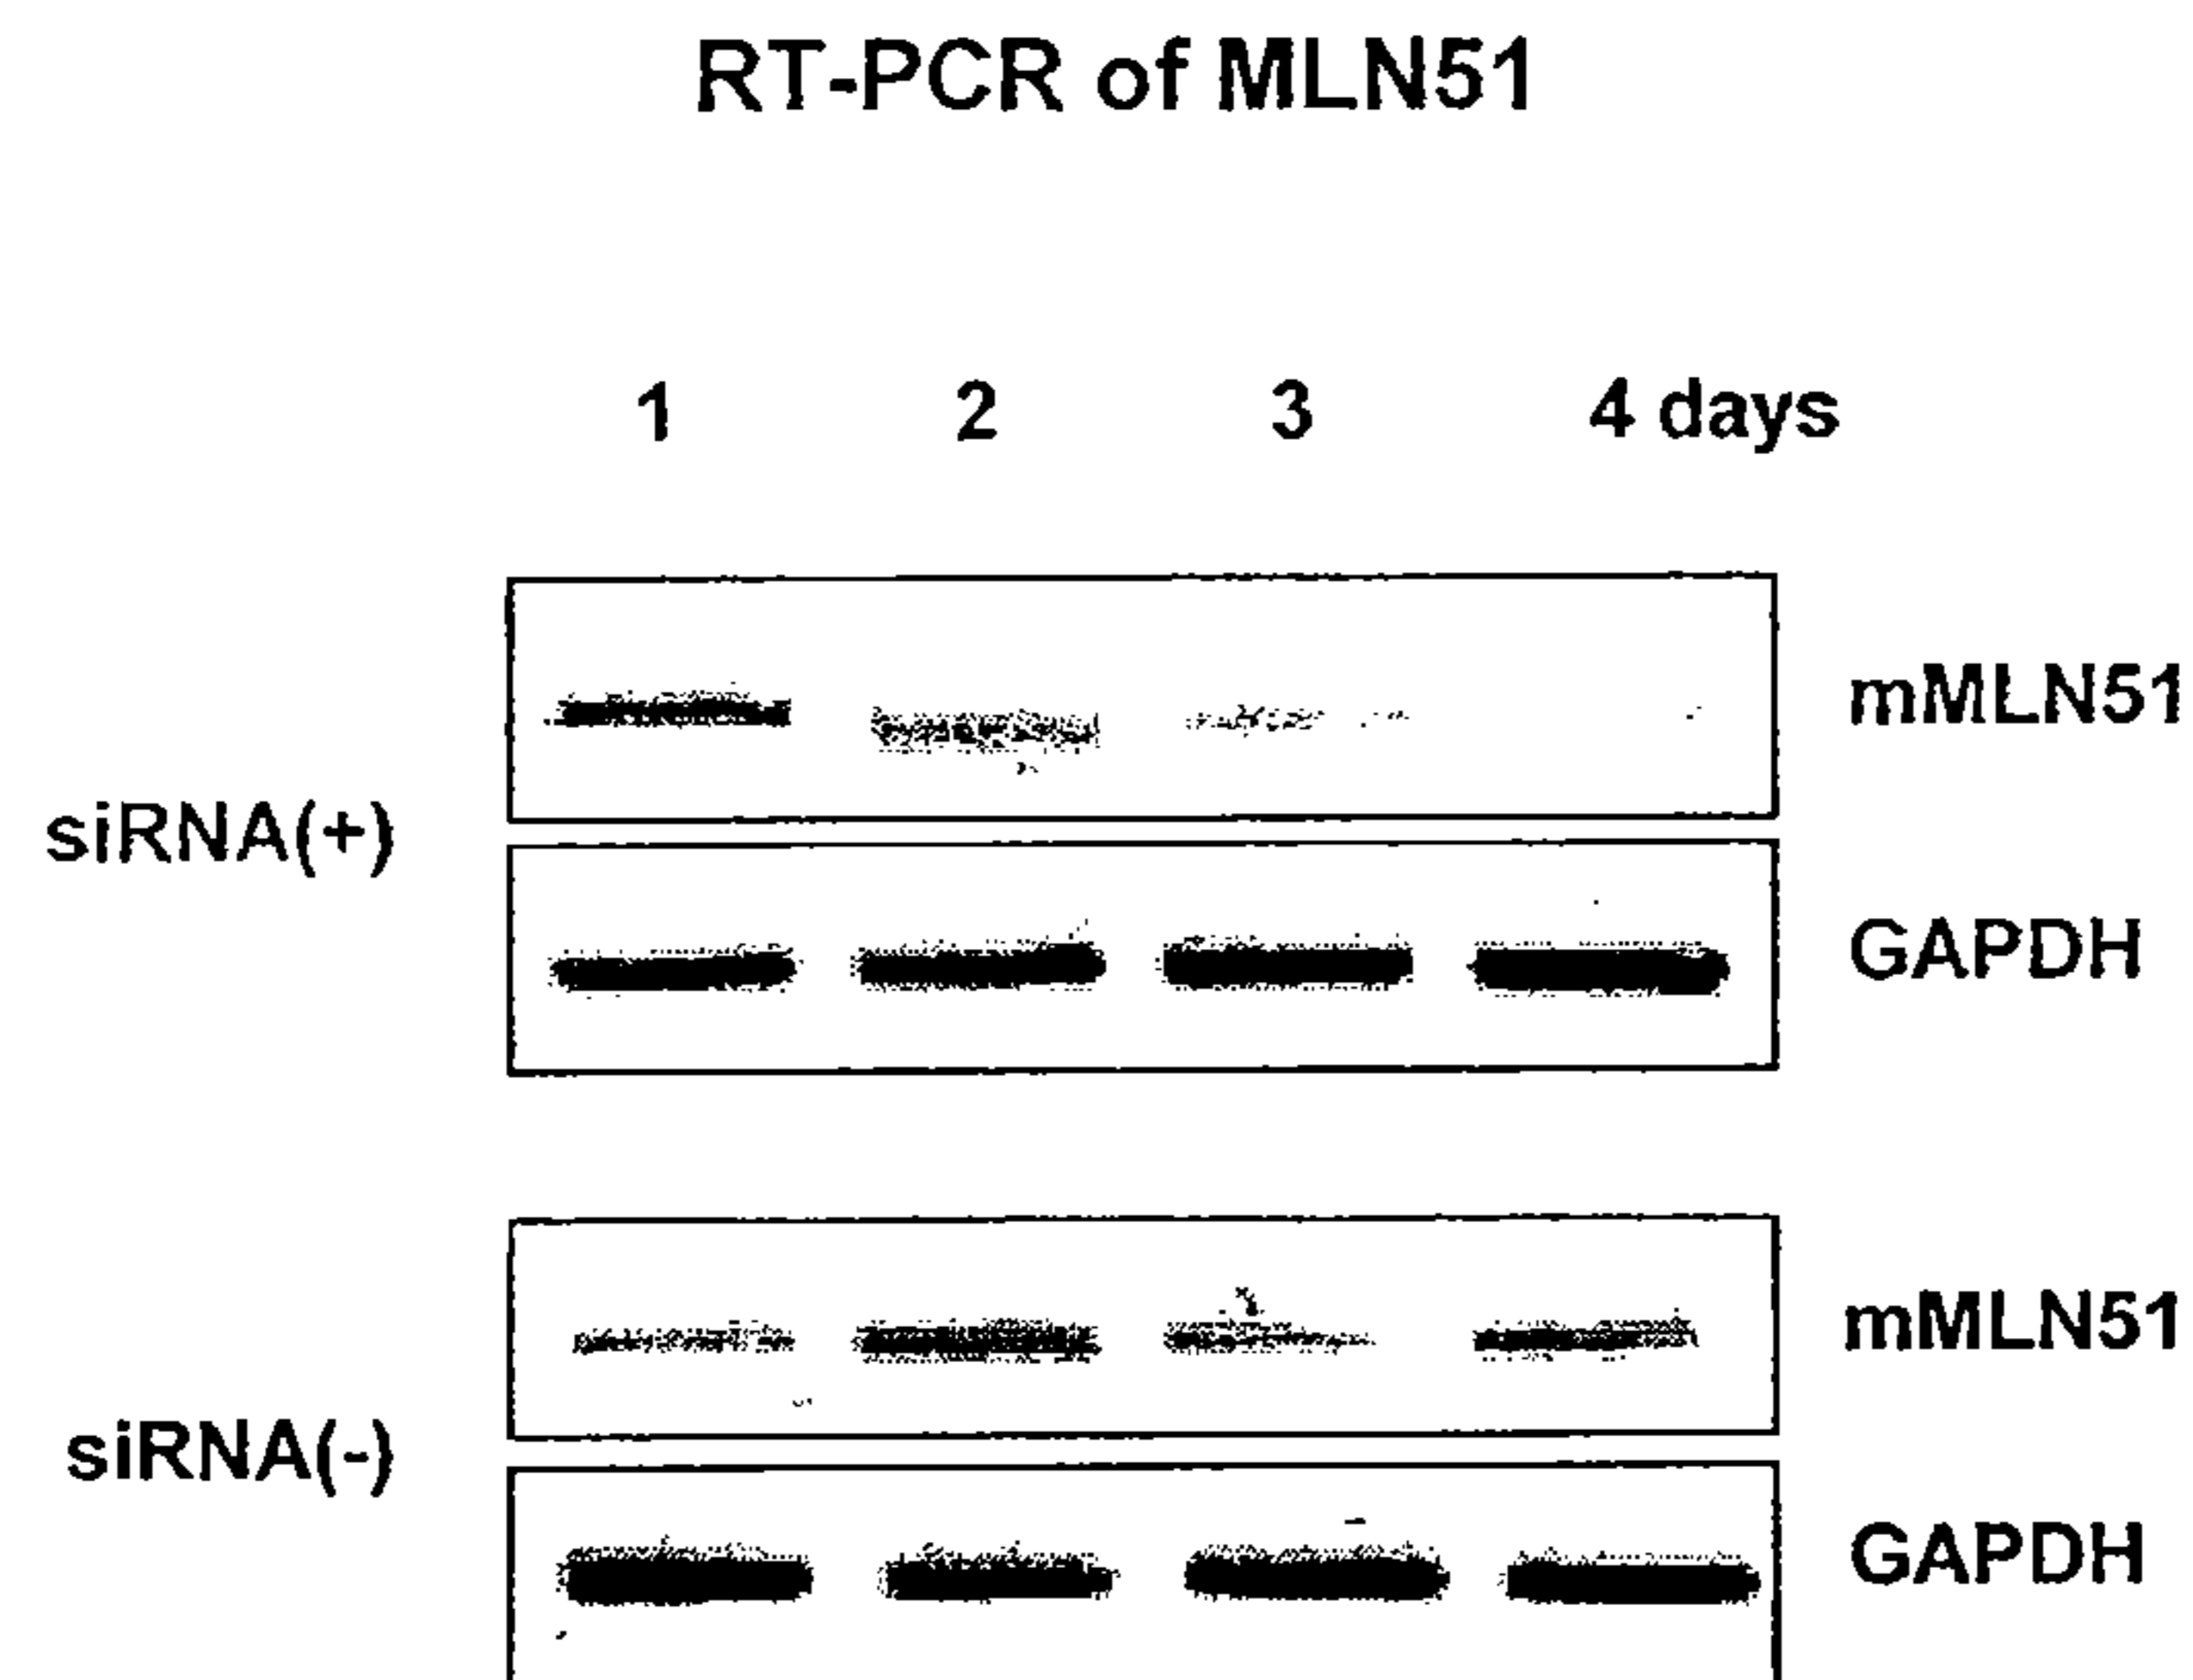 RT-PCR of MLN51
1 2 3 4 days
mMLN51
siRNA(+)
GAPDH
mMLN51
siRNA(-)
GAPDH